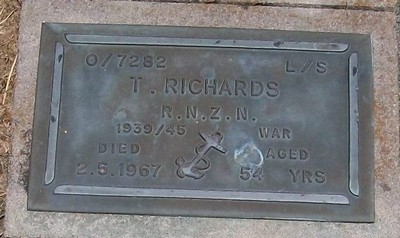 O/7282 L/S
T. RICHARDS
R.N.Z.N.
1939/45 WAR
DIED AGED
2.5.1967 54 YRS